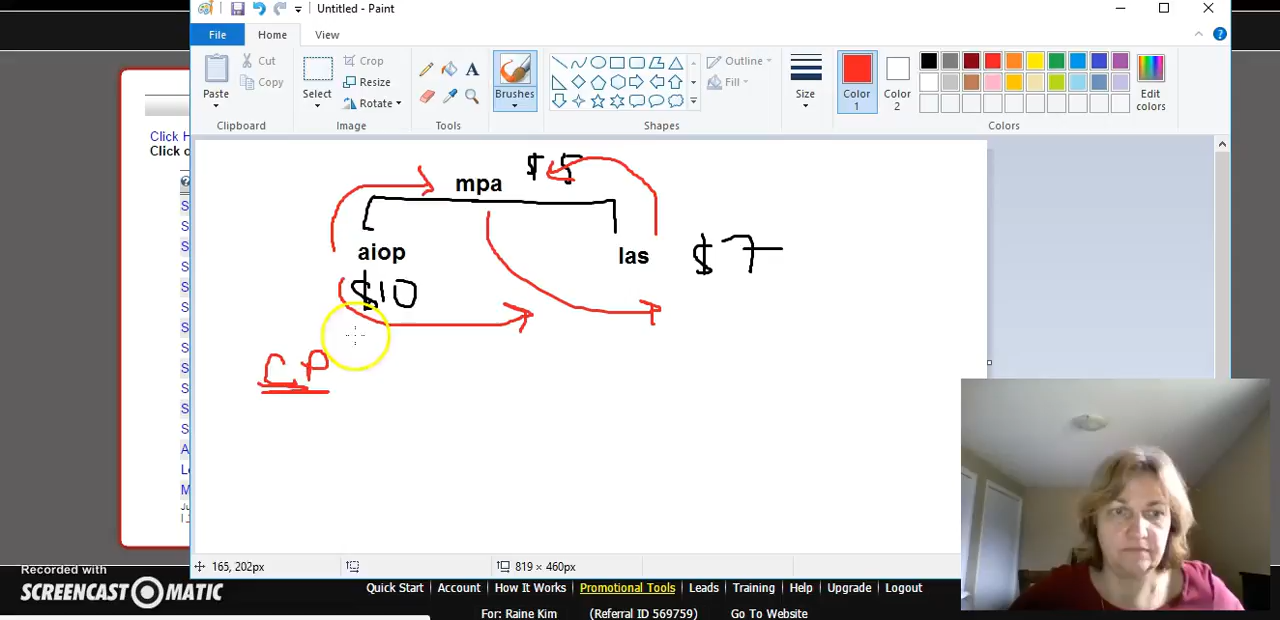 Untitled - Paint
File Home View
Cut
Copy
Paste
Clipboard
Crop
Resize
Rotate
Select
Image
Tools
Brushes
Outline
Fill
Shapes
Size
Color 1
Color 2
Edit colors
Colors
Click H
Click c
S
S
S
S
S
S
S
S
S
A
Le
M
mpa $5
aiop las $7
$10
CP
165, 202px 819 × 460px
Recorded with
SCREENCAST-O-MATIC
Quick Start Account How It Works Promotional Tools Leads Training Help Upgrade Logout
For: Raine Kim (Referral ID 569759) Go To Website